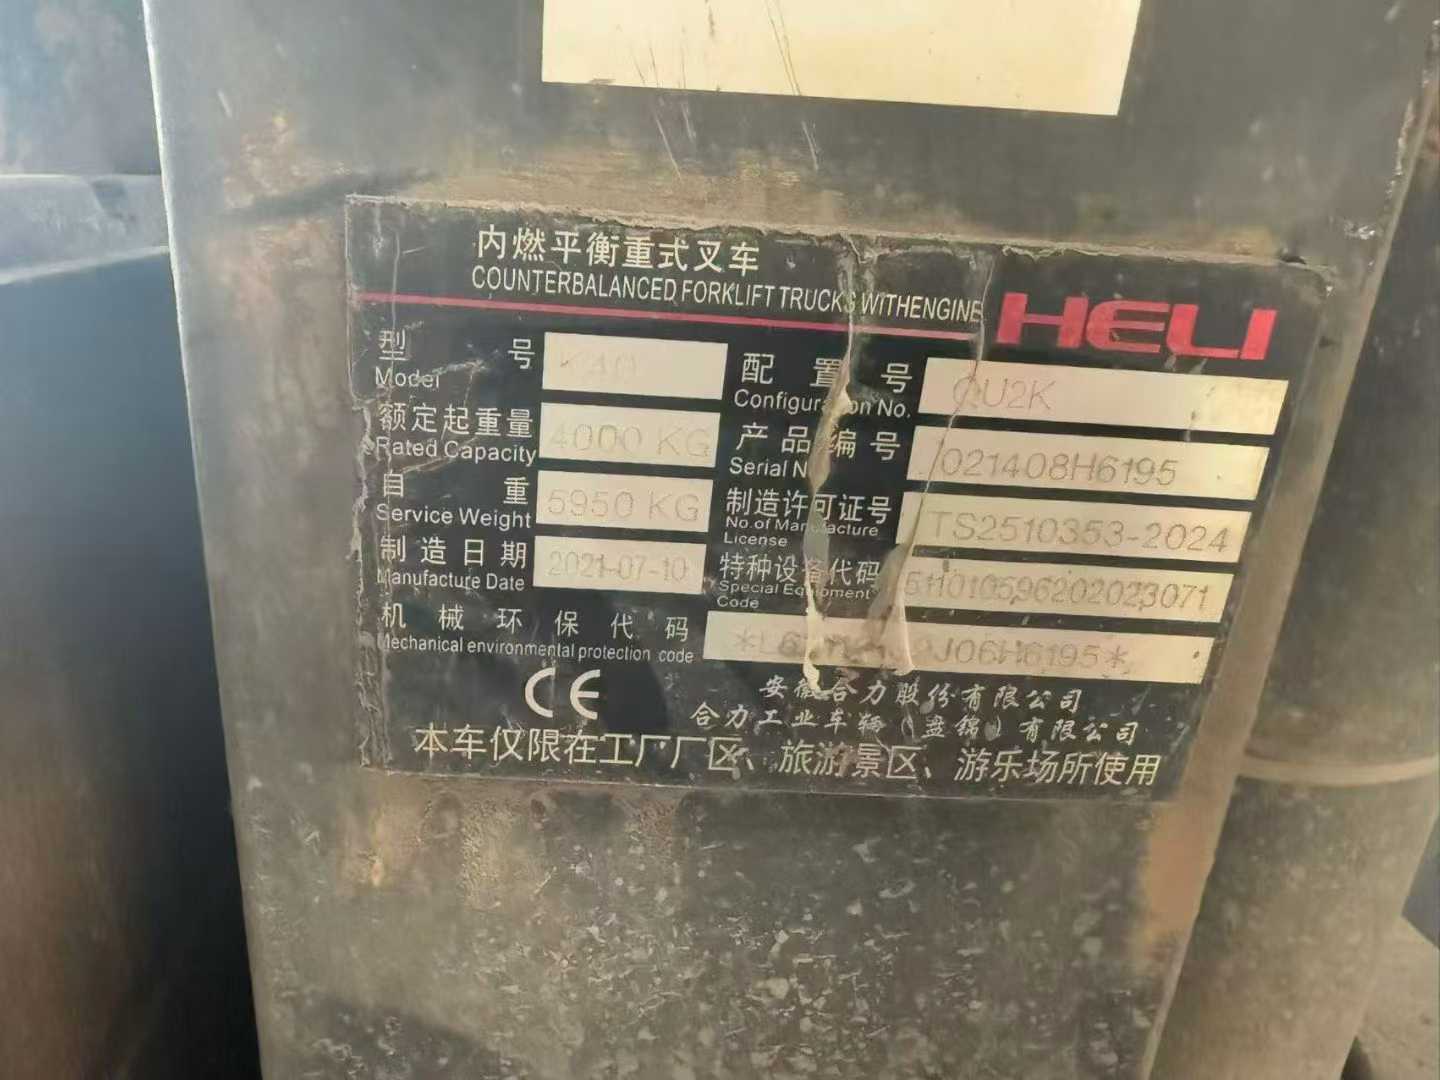 内燃平衡重式叉车
COUNTERBALANCED FORKLIFT TRUCKS WITHENGINE
HELI
型号 K40 配置号 CU2K
Model Configuration No.
额定起重量 4000 KG 产品编号 021408H6195
Rated Capacity Serial
自重 5950 KG 制造许可证号 TS2510353-2024
Service Weight No.of Manufacture License
制造日期 2021-07-10 特种设备代码 511010596202023071
Manufacture Date Special Equipment Code
机械环保代码 J06H6195*
Mechanical environmental protection code
CE
安徽合力股份有限公司
合力工业车辆（盘锦）有限公司
本车仅限在工厂厂区、旅游景区、游乐场所使用